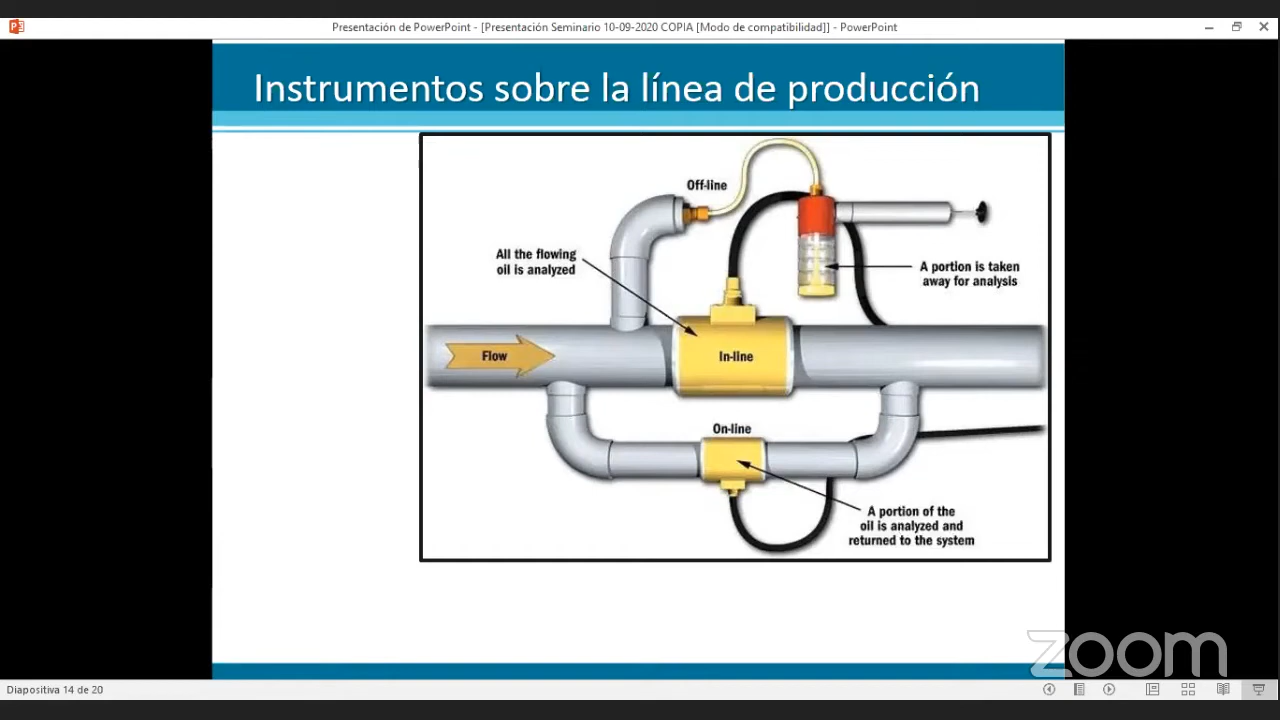 Presentación de PowerPoint - [Presentación Seminario 10-09-2020 COPIA [Modo de compatibilidad]] - PowerPoint
Instrumentos sobre la línea de producción
Off-line
All the flowing
oil is analyzed
A portion is taken
away for analysis
Flow
In-line
On-line
A portion of the
oil is analyzed and
returned to the system
zoom
Diapositiva 14 de 20